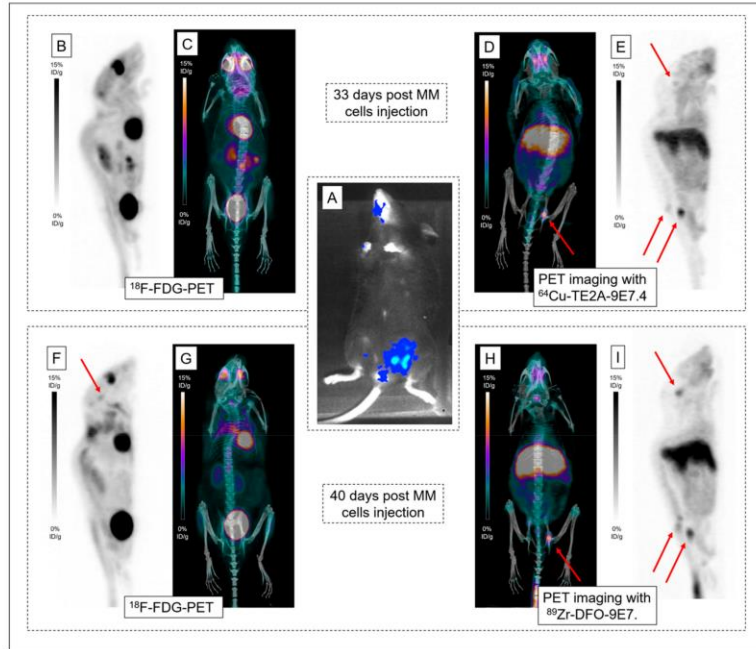 B
15%
ID/g
0%
ID/g
C
15%
ID/g
0%
ID/g
33 days post MM
cells injection
D
15%
ID/g
0%
ID/g
E
15%
ID/g
0%
ID/g
A
18F-FDG-PET
PET imaging with
64Cu-TE2A-9E7.4
F
15%
ID/g
0%
ID/g
G
15%
ID/g
0%
ID/g
40 days post MM
cells injection
H
15%
ID/g
0%
ID/g
I
15%
ID/g
0%
ID/g
18F-FDG-PET
PET imaging with
89Zr-DFO-9E7.